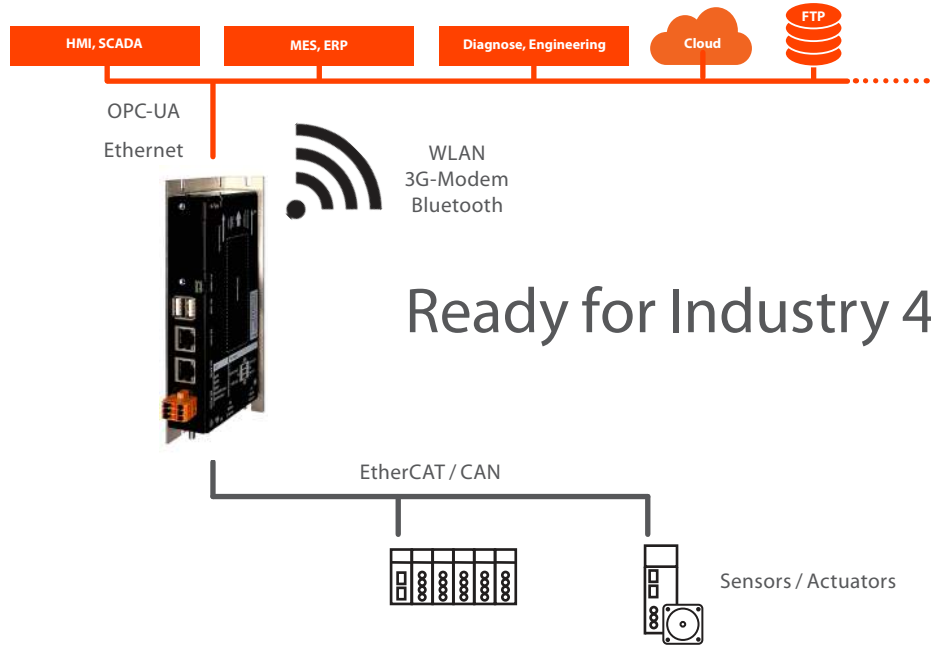 HMI, SCADA
MES, ERP
Diagnose, Engineering
Cloud
FTP
OPC-UA
Ethernet
WLAN
3G-Modem
Bluetooth
Ready for Industry 4
EtherCAT / CAN
Sensors / Actuators